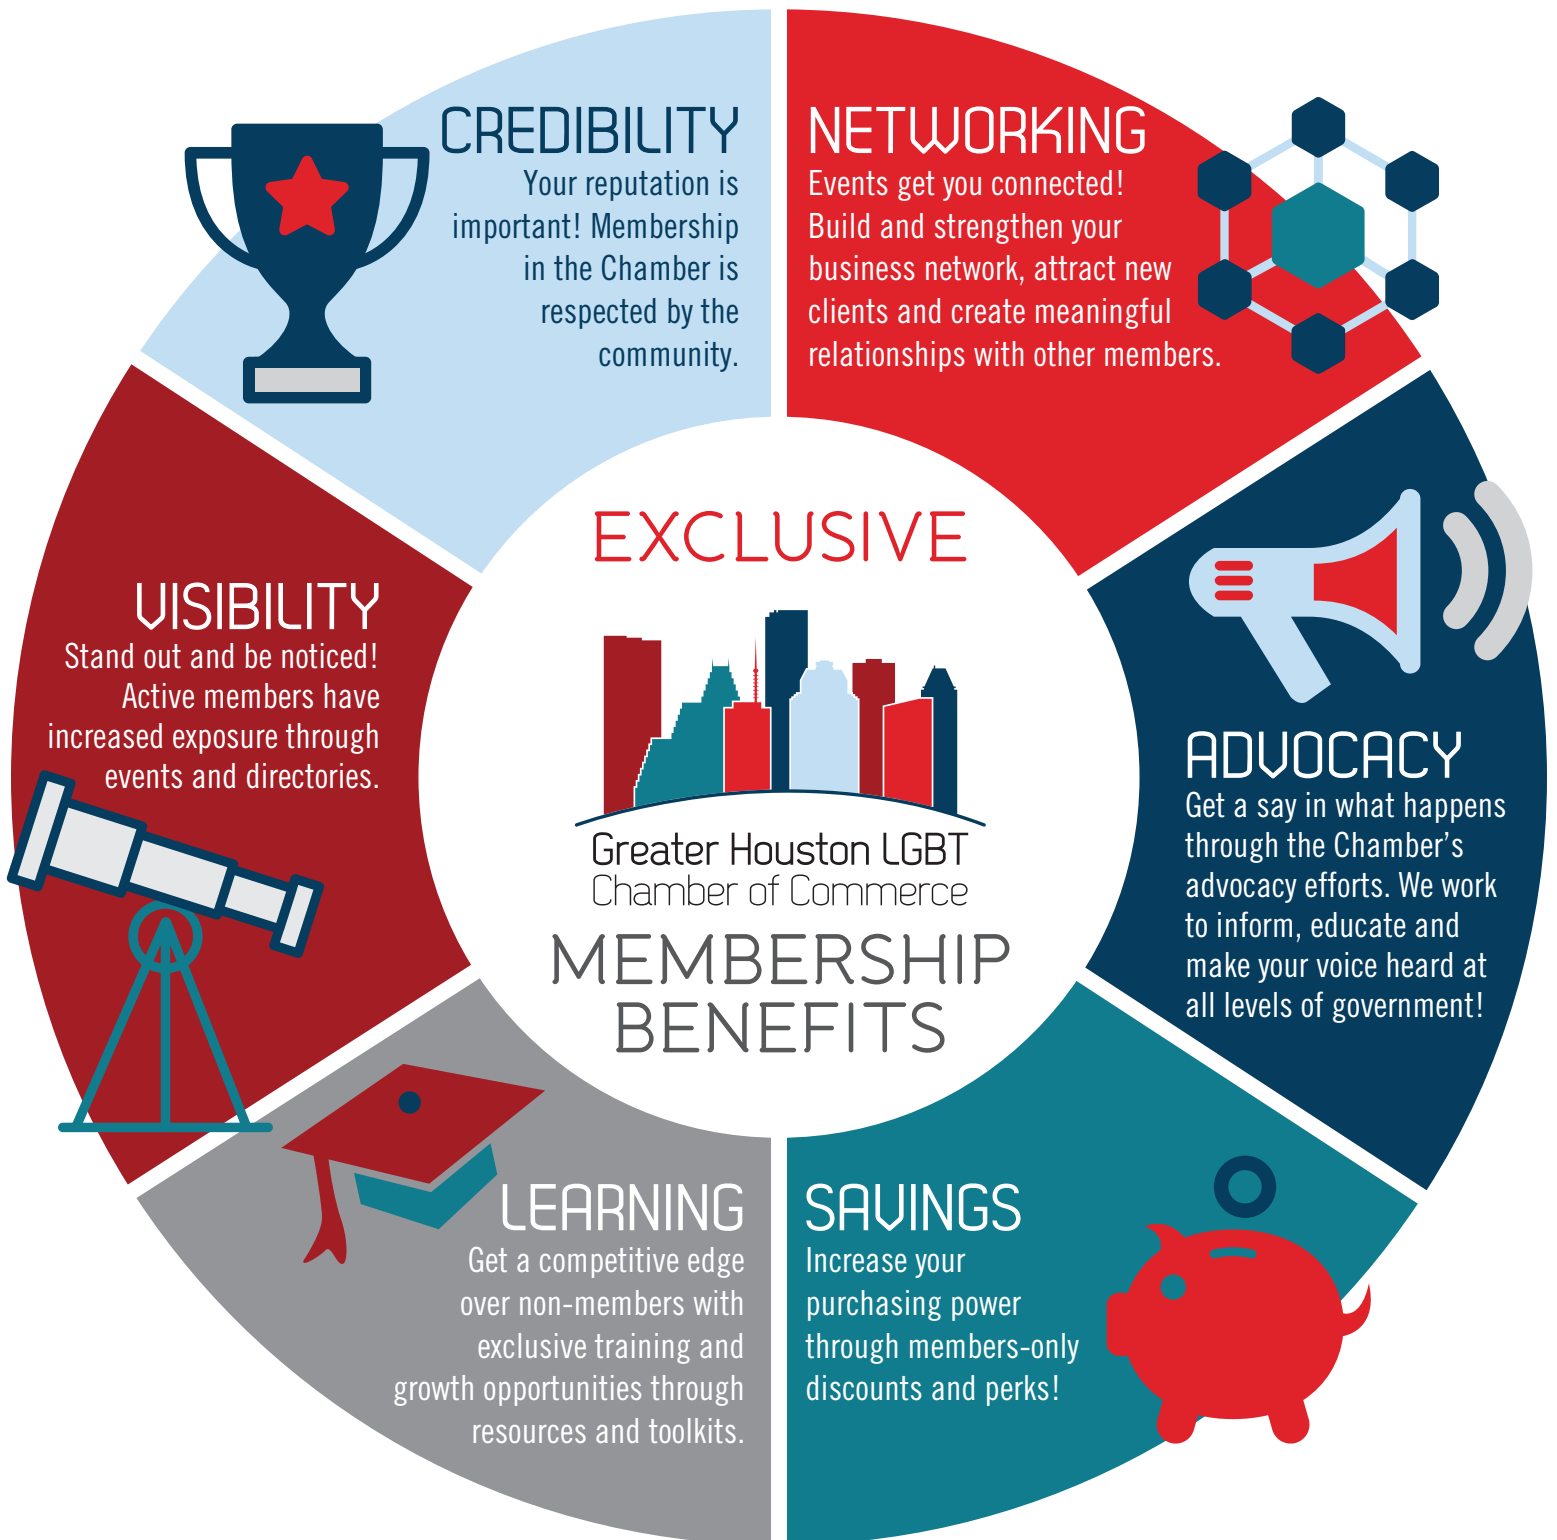 CREDIBILITY
Your reputation is
important! Membership
in the Chamber is
respected by the
community.
NETWORKING
Events get you connected!
Build and strengthen your
business network, attract new
clients and create meaningful
relationships with other members.
VISIBILITY
Stand out and be noticed!
Active members have
increased exposure through
events and directories.
EXCLUSIVE
Greater Houston LGBT
Chamber of Commerce
MEMBERSHIP
BENEFITS
ADVOCACY
Get a say in what happens
through the Chamber's
advocacy efforts. We work
to inform, educate and
make your voice heard at
all levels of government!
LEARNING
Get a competitive edge
over non-members with
exclusive training and
growth opportunities through
resources and toolkits.
SAVINGS
Increase your
purchasing power
through members-only
discounts and perks!